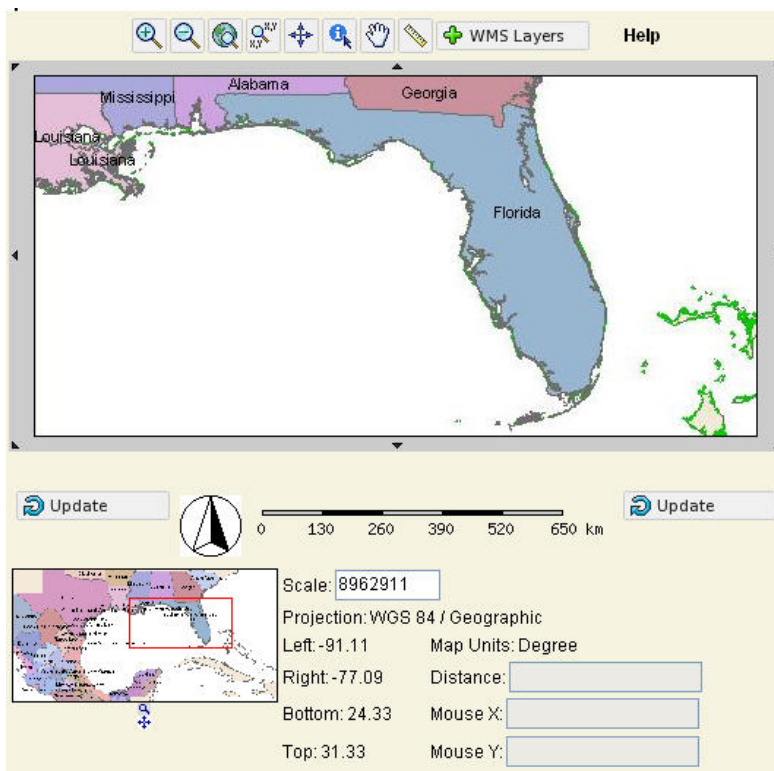 WMS Layers Help
Alabama
Mississippi
Georgia
Louisiana
Louisiana
Florida
Update
Update
0 130 260 390 520 650 km
Scale: 8962911
Projection: WGS 84 / Geographic
Left: -91.11 Map Units: Degree
Right: -77.09 Distance:
Bottom: 24.33 Mouse X:
Top: 31.33 Mouse Y: